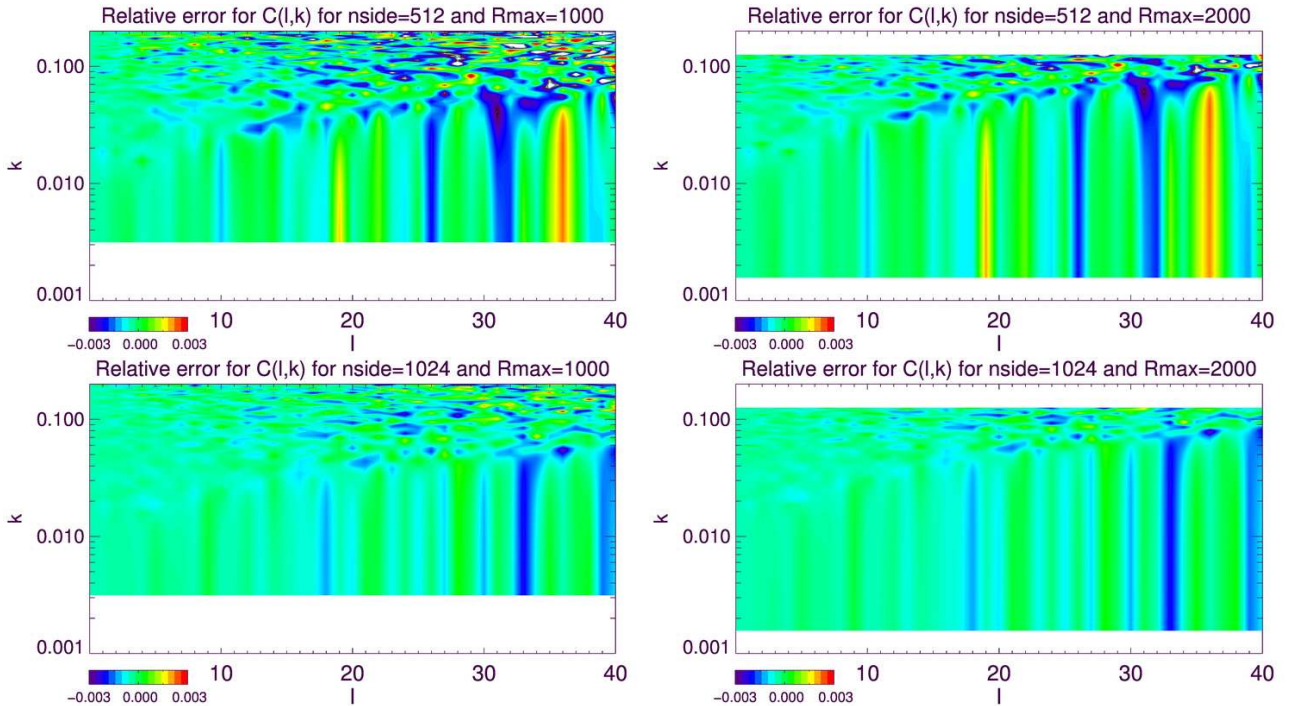 Relative error for C(l,k) for nside=512 and Rmax=1000
0.100
0.010
0.001
k
10
20
30
40
l
−0.003 0.000 0.003
Relative error for C(l,k) for nside=512 and Rmax=2000
0.100
0.010
0.001
k
10
20
30
40
l
−0.003 0.000 0.003
Relative error for C(l,k) for nside=1024 and Rmax=1000
0.100
0.010
0.001
k
10
20
30
40
l
−0.003 0.000 0.003
Relative error for C(l,k) for nside=1024 and Rmax=2000
0.100
0.010
0.001
k
10
20
30
40
l
−0.003 0.000 0.003